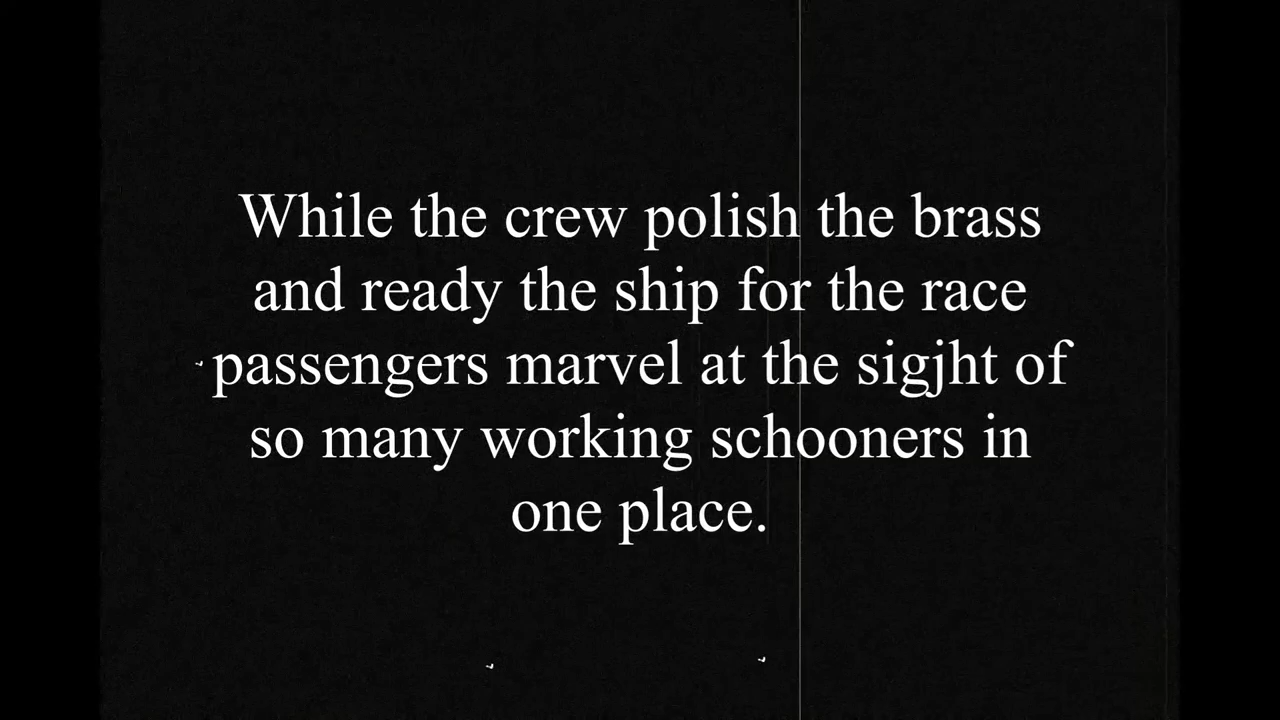 While the crew polish the brass
and ready the ship for the race
passengers marvel at the sigjht of
so many working schooners in
one place.